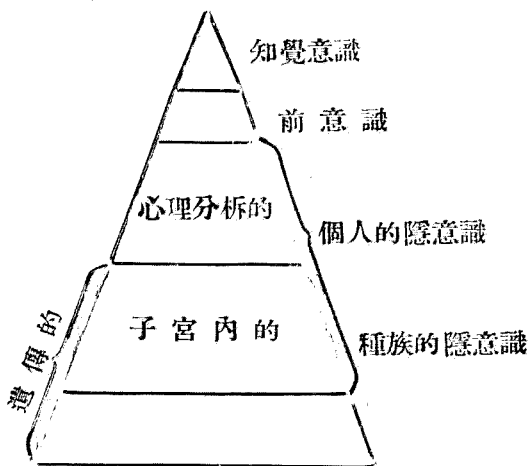 知覺意識
前意識
心理分析的
個人的隱意識
子宮內的
種族的隱意識
遺傳的